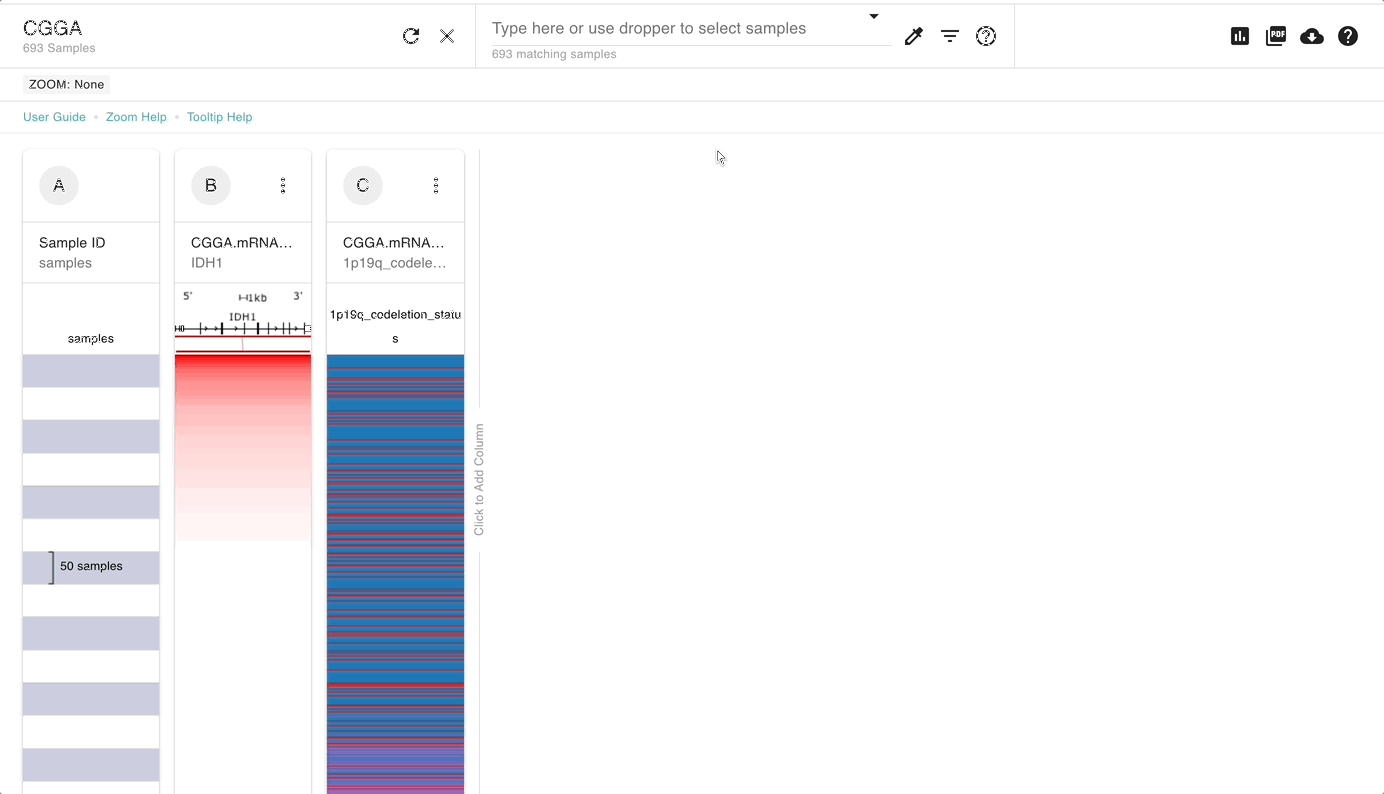 CGGA
693 Samples
Type here or use dropper to select samples
693 matching samples
PDF
ZOOM: None
User Guide • Zoom Help • Tooltip Help
A
B
C
Sample ID
samples
CGGA.mRNA...
IDH1
CGGA.mRNA...
1p19q_codele...
samples
5' 1kb 3'
IDH1
1p19q_codeletion_statu
s
50 samples
Click to Add Column